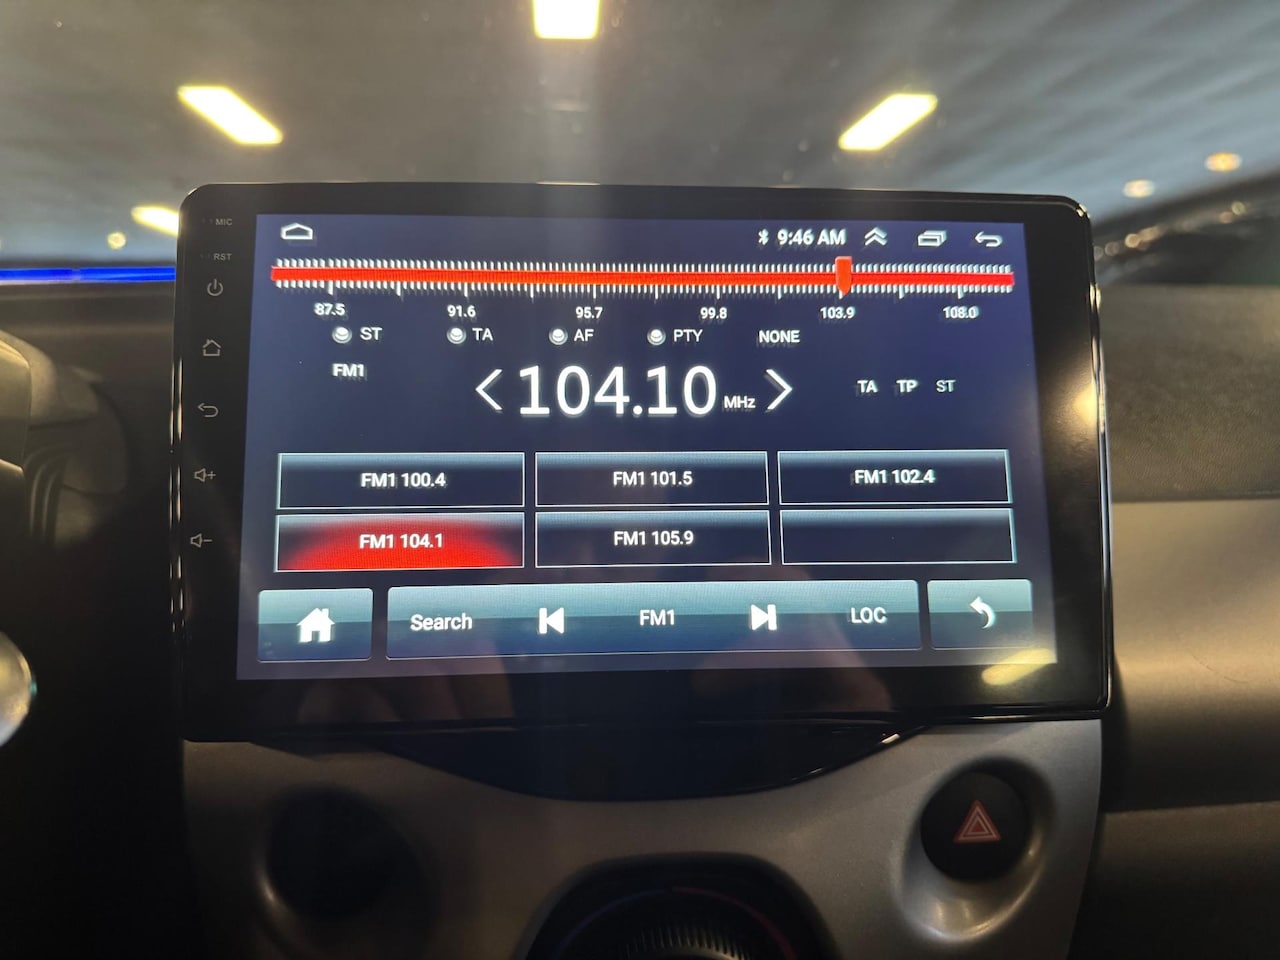 MIC
9:46 AM
RST
87.5 91.6 95.7 99.8 103.9 108.0
ST TA AF PTY NONE
FM1
104.10 MHz
TA TP ST
FM1 100.4 FM1 101.5 FM1 102.4
FM1 104.1 FM1 105.9
Search FM1 LOC